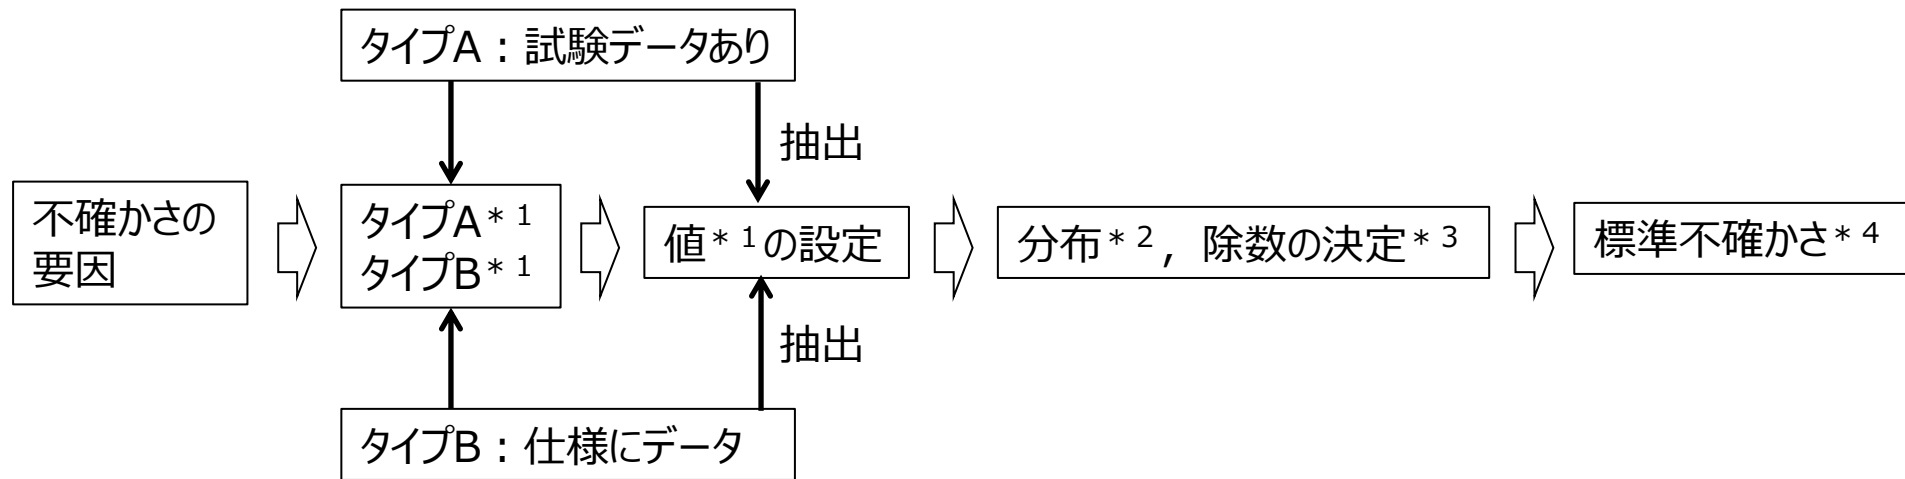 タイプA：試験データあり
抽出
不確かさの
要因
タイプA＊１
タイプB＊１
値＊１の設定
分布＊２，除数の決定＊３
標準不確かさ＊４
抽出
タイプB：仕様にデータ